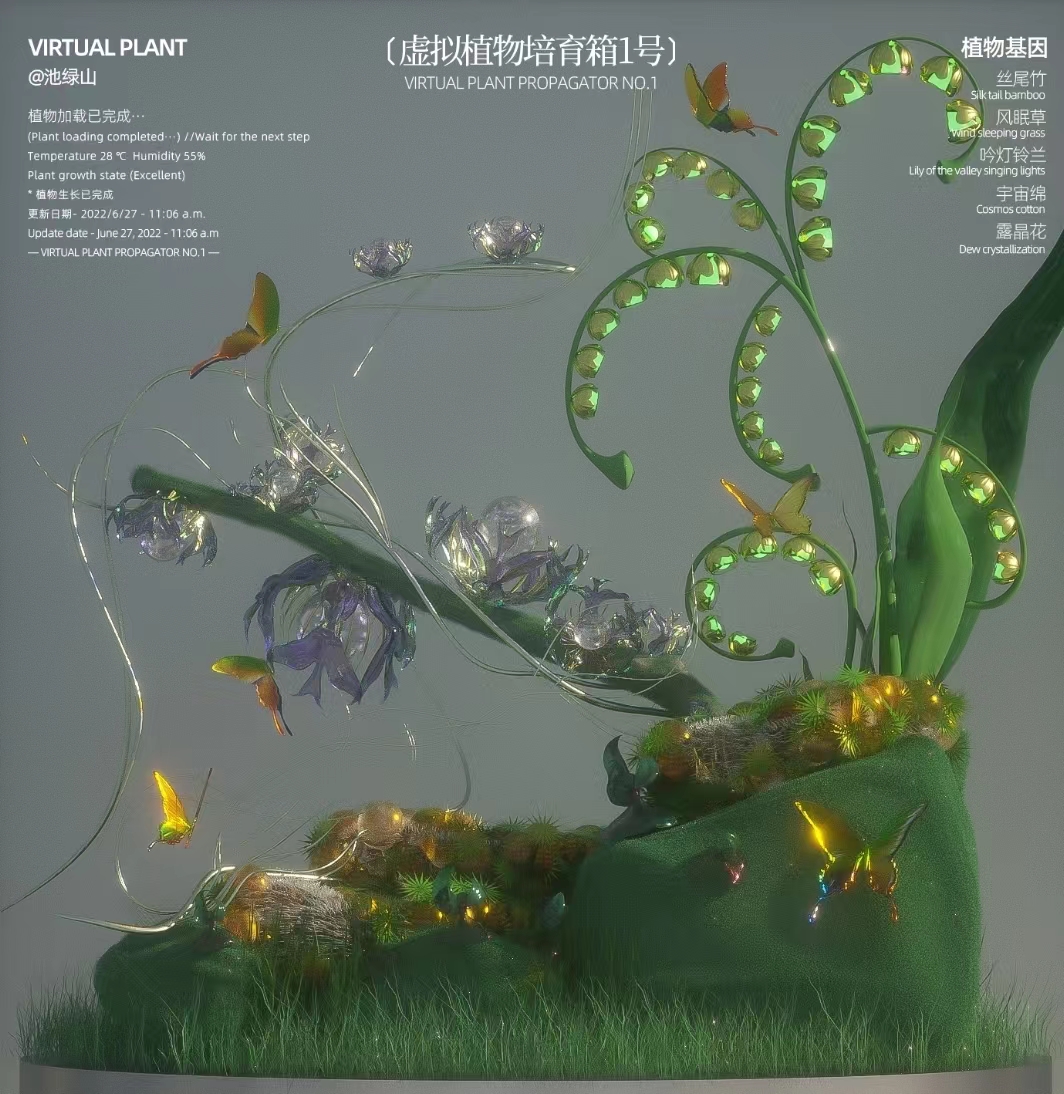 VIRTUAL PLANT
@池绿山
植物加载已完成…
(Plant loading completed…) //Wait for the next step
Temperature 28 ℃ Humidity 55%
Plant growth state (Excellent)
* 植物生长已完成
更新日期- 2022/6/27 - 11:06 a.m.
Update date - June 27, 2022 - 11:06 a.m
— VIRTUAL PLANT PROPAGATOR NO.1 —
〔虚拟植物培育箱1号〕
VIRTUAL PLANT PROPAGATOR NO.1
植物基因
丝尾竹
Silk tail bamboo
风眠草
Wind sleeping grass
吟灯铃兰
Lily of the valley singing lights
宇宙绵
Cosmos cotton
露晶花
Dew crystallization